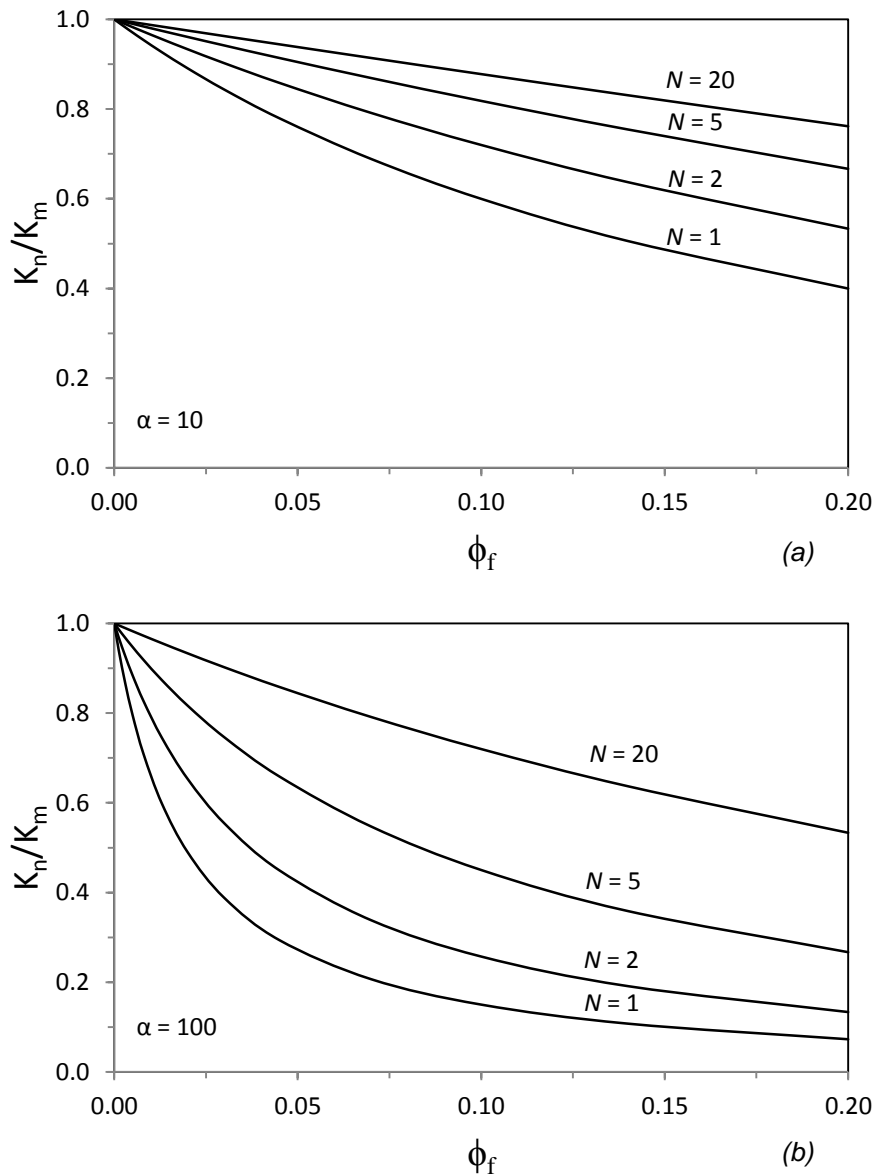 1.0
0.8
0.6
0.4
0.2
0.0
Kn/Km
N = 20
N = 5
N = 2
N = 1
α = 10
0.00 0.05 0.10 0.15 0.20
ϕf
(a)
1.0
0.8
0.6
0.4
0.2
0.0
Kn/Km
N = 20
N = 5
N = 2
N = 1
α = 100
0.00 0.05 0.10 0.15 0.20
ϕf
(b)